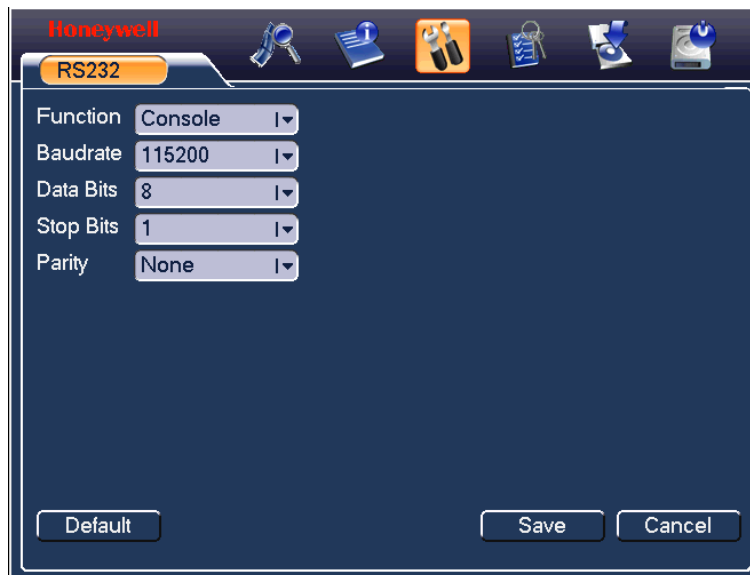 Honeywell
RS232
Function Console
Baudrate 115200
Data Bits 8
Stop Bits 1
Parity None
Default Save Cancel